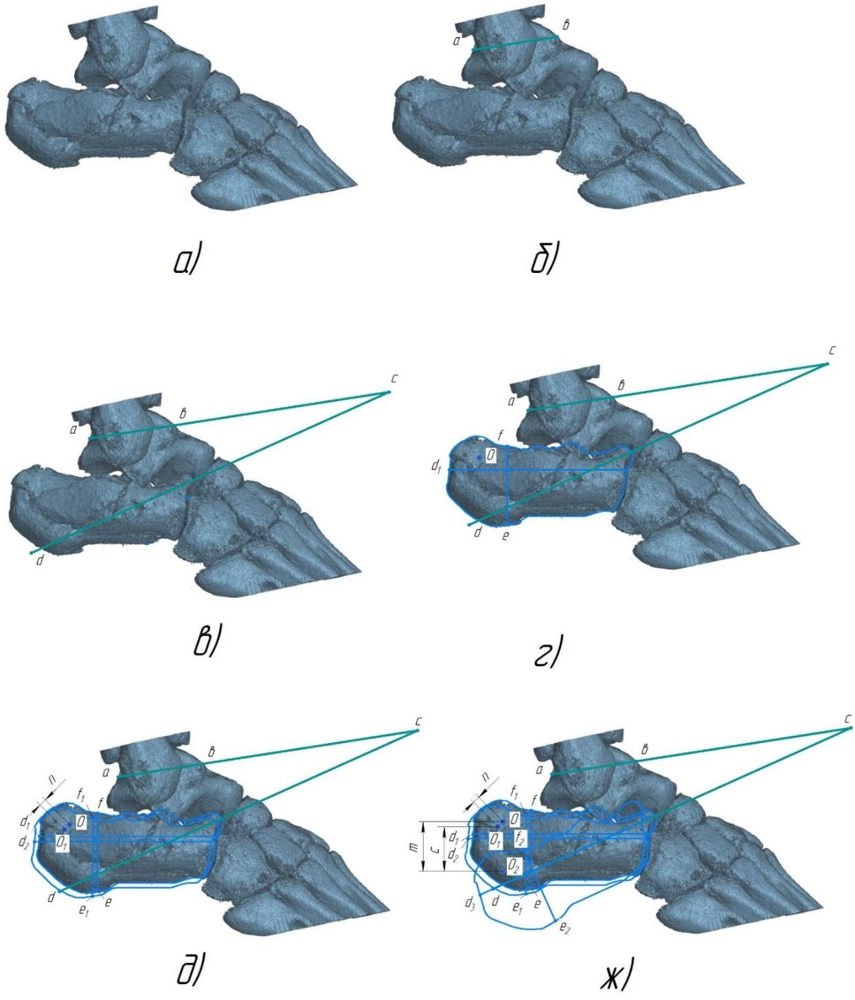 а)
a
в
б)
c
в
a
d
в)
c
в
a
f
O
d₁
d
e
г)
c
в
a
n
f₁
f
d₁
O
d₂
O₁
d
e₁
e
д)
c
в
a
n
f₁
f
O
d₁
O₁
f₂
d₂
m
c
O₂
d₃
d
e₁
e
e₂
ж)